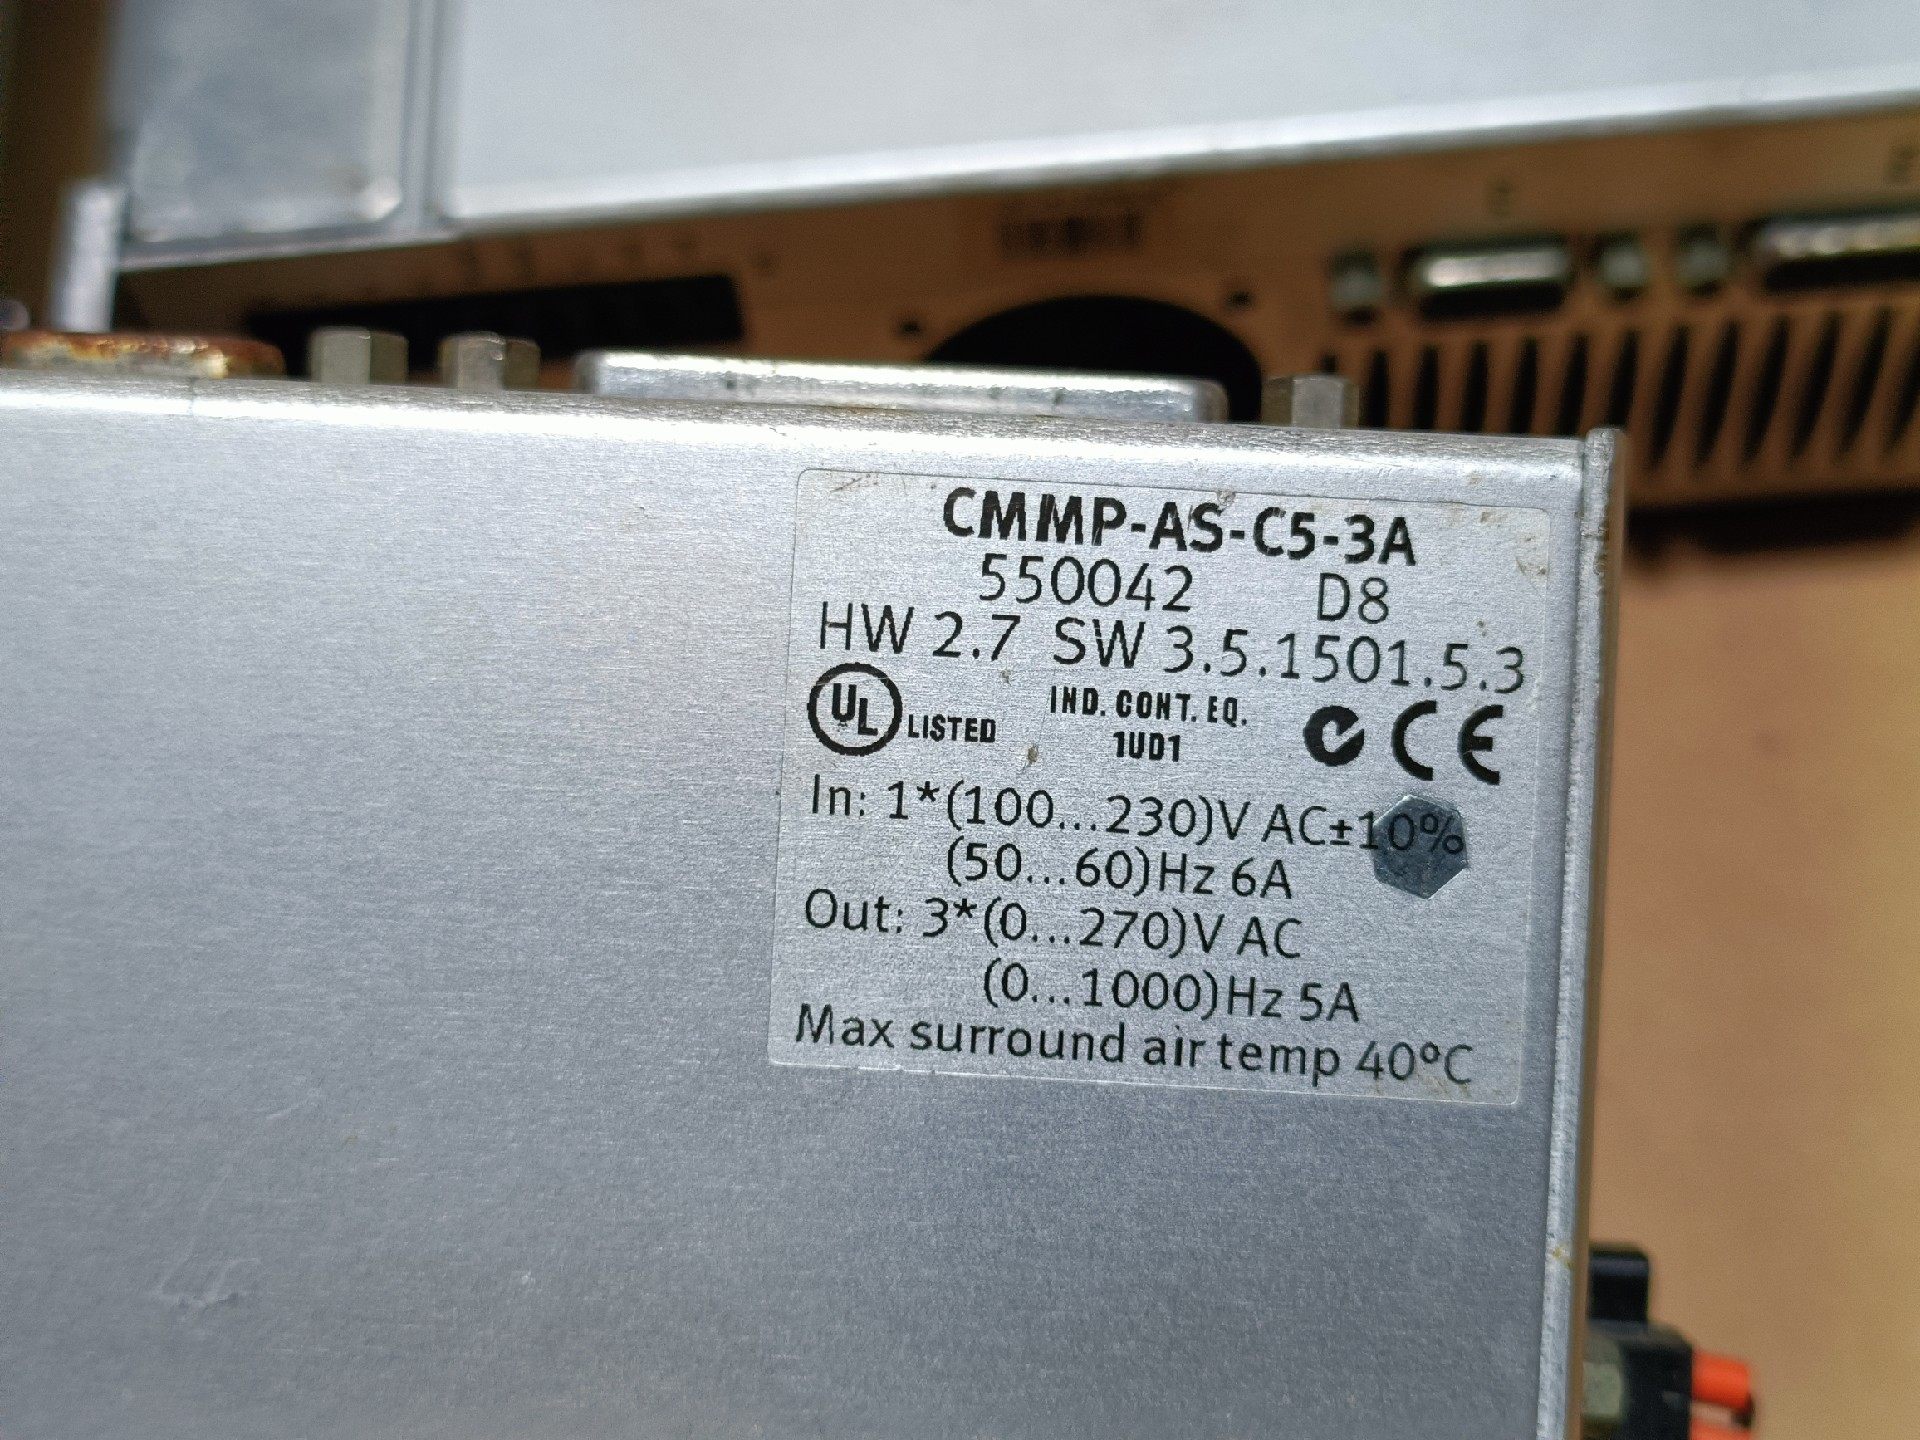 CMMP-AS-C5-3A
550042 D8
HW 2.7 SW 3.5.1501.5.3
UL LISTED IND. CONT. EQ. CE
1UD1
In: 1*(100...230)V AC±10%
(50...60)Hz 6A
Out: 3*(0...270)V AC
(0...1000)Hz 5A
Max surround air temp 40°C